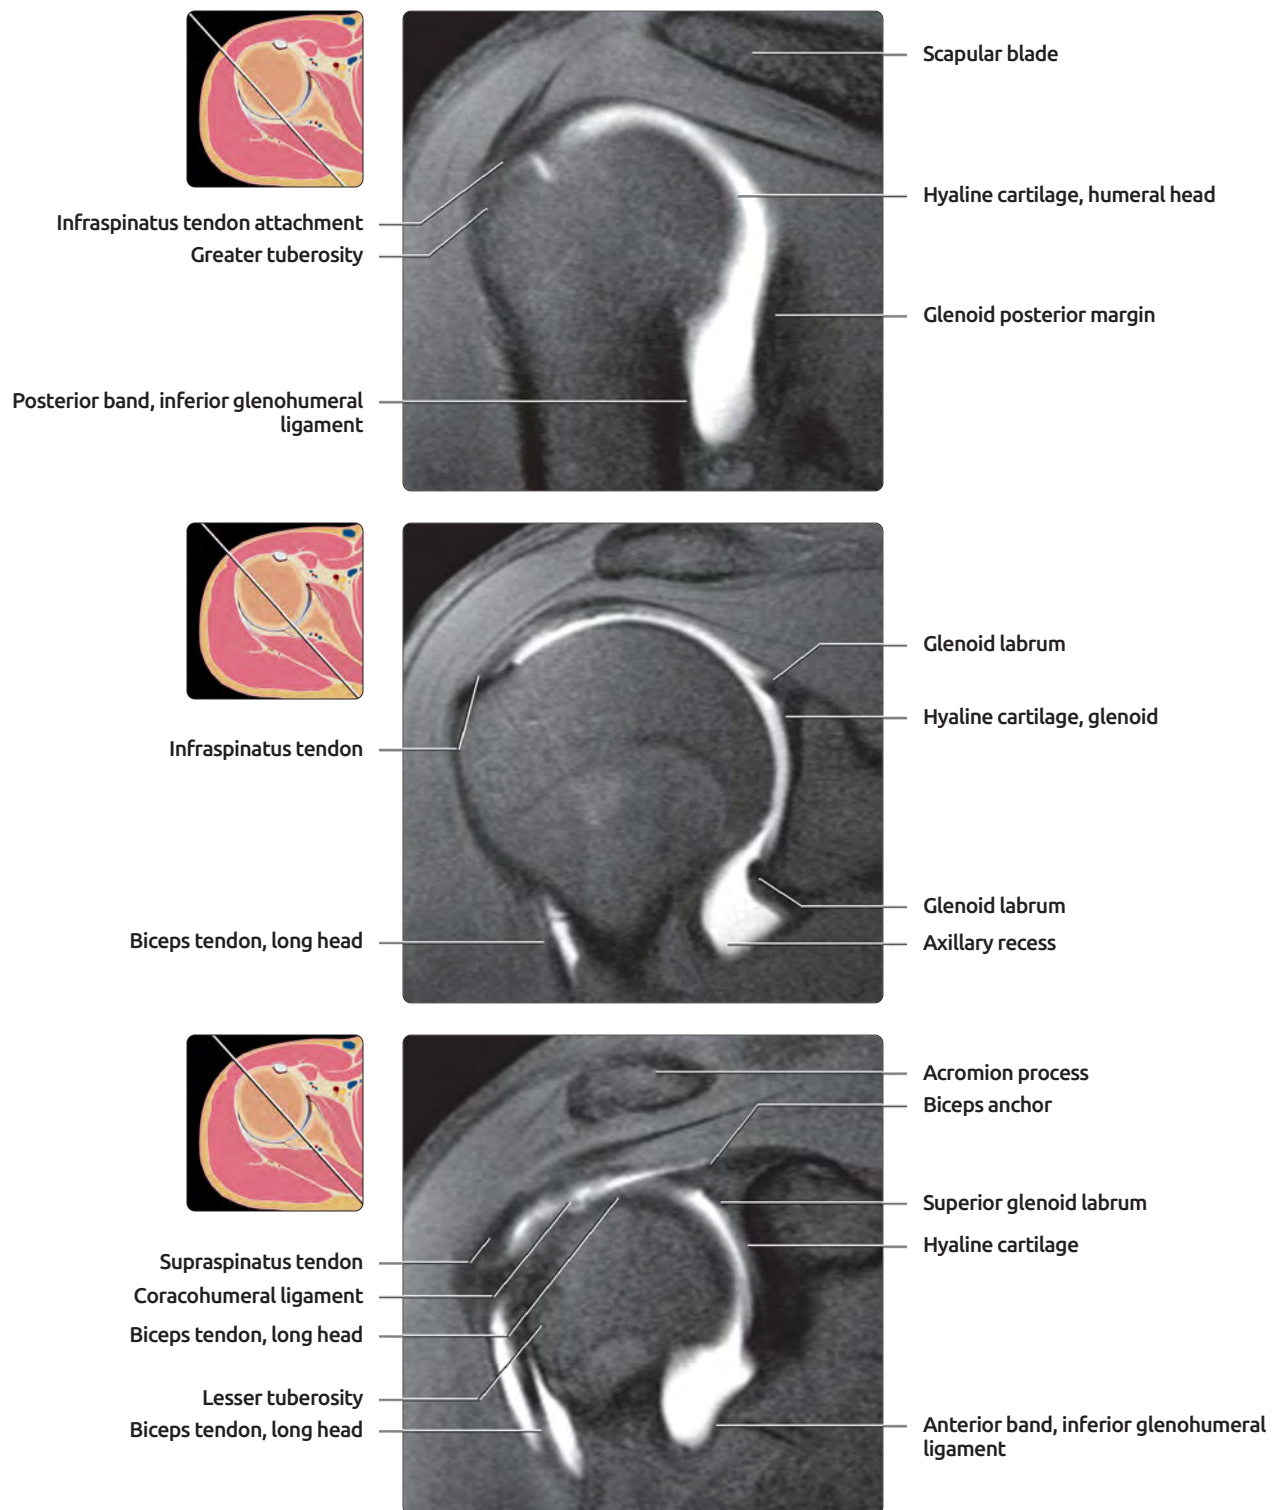 Scapular blade
Hyaline cartilage, humeral head
Infraspinatus tendon attachment
Greater tuberosity
Glenoid posterior margin
Posterior band, inferior glenohumeral
ligament
Glenoid labrum
Hyaline cartilage, glenoid
Infraspinatus tendon
Glenoid labrum
Biceps tendon, long head
Axillary recess
Acromion process
Biceps anchor
Superior glenoid labrum
Hyaline cartilage
Supraspinatus tendon
Coracohumeral ligament
Biceps tendon, long head
Lesser tuberosity
Biceps tendon, long head
Anterior band, inferior glenohumeral
ligament